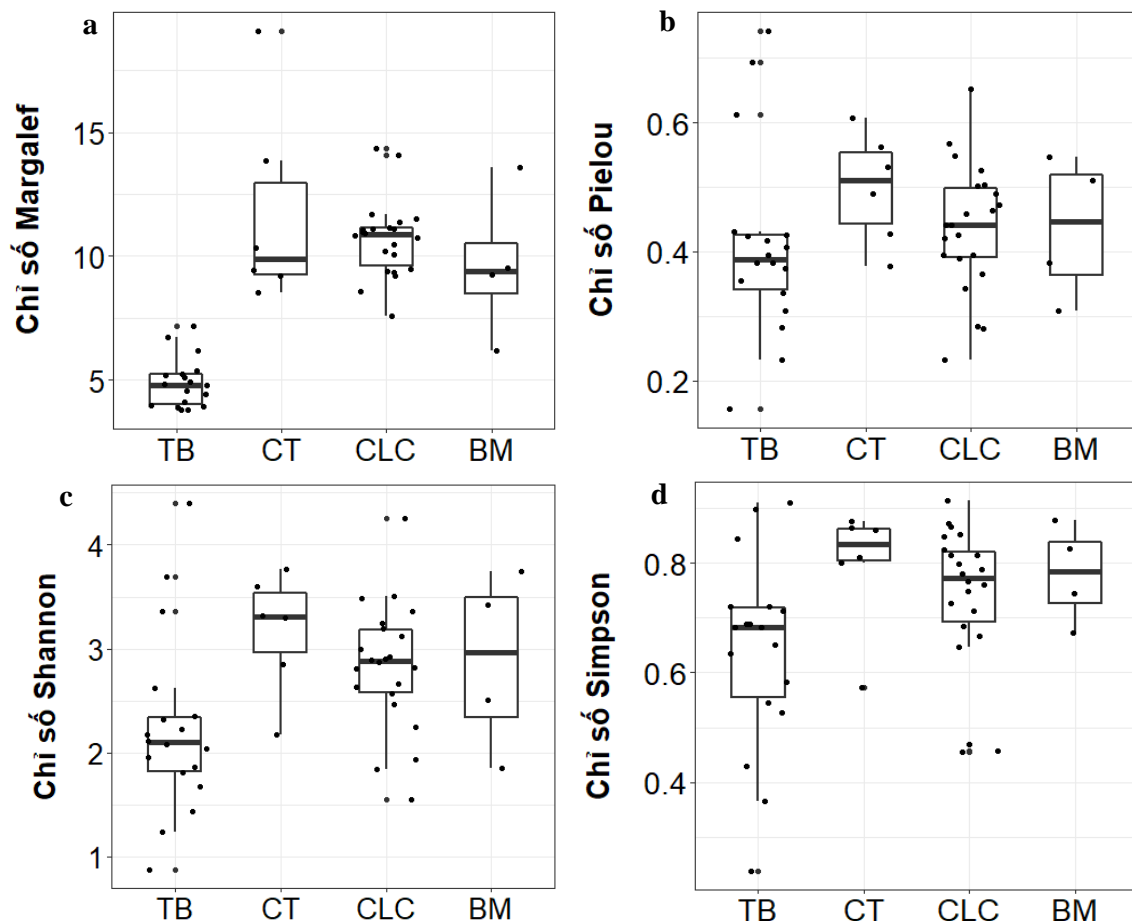 a
Chỉ số Margalef
15
10
5
TB CT CLC BM
b
Chỉ số Pielou
0.6
0.4
0.2
TB CT CLC BM
c
Chỉ số Shannon
4
3
2
1
TB CT CLC BM
d
Chỉ số Simpson
0.8
0.6
0.4
TB CT CLC BM